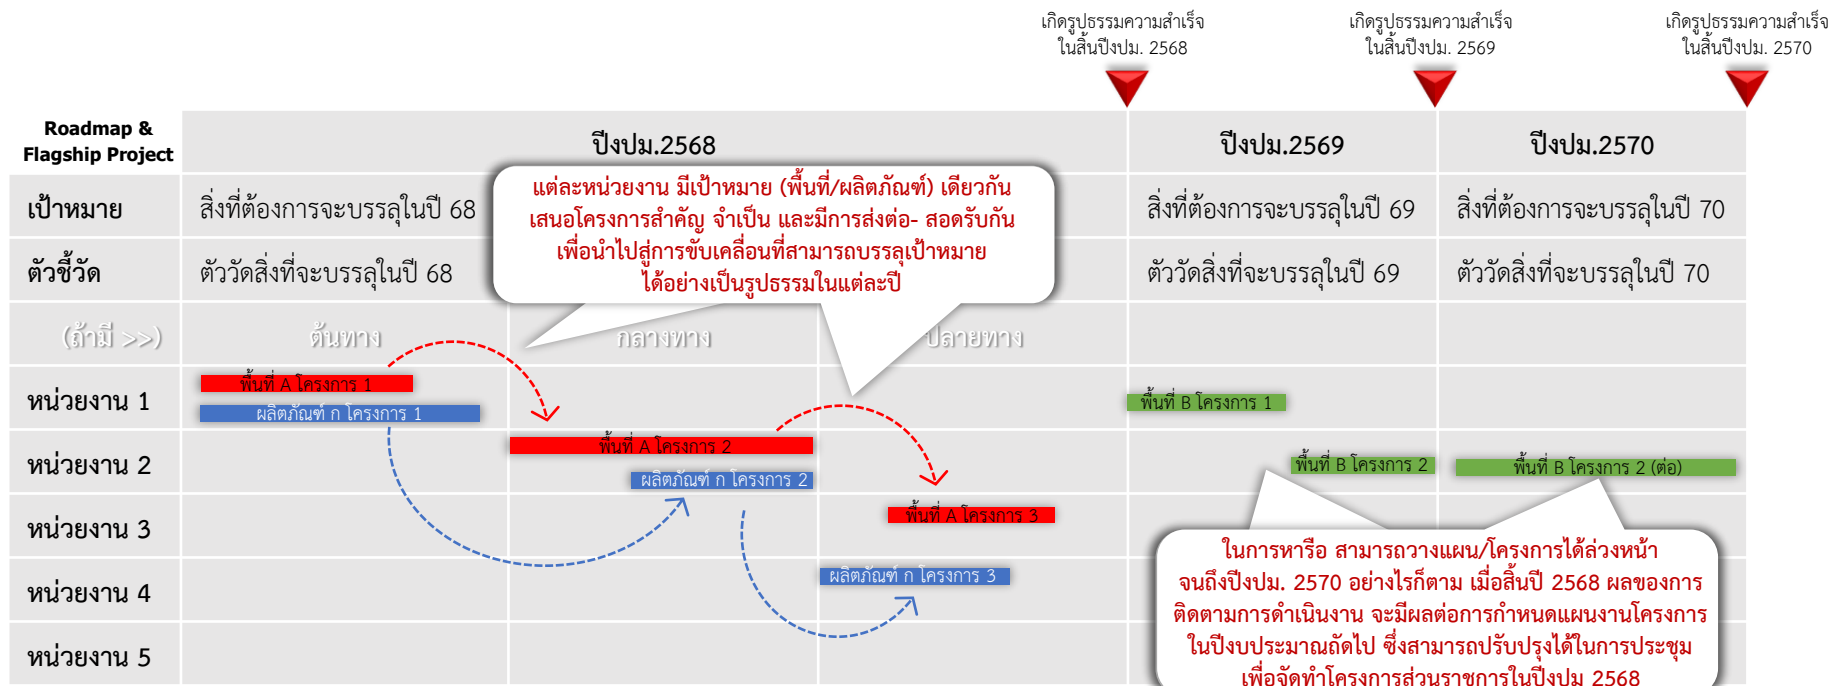 เกิดรูปธรรมความสำเร็จ
ในสิ้นปีงปม. 2568
เกิดรูปธรรมความสำเร็จ
ในสิ้นปีงปม. 2569
เกิดรูปธรรมความสำเร็จ
ในสิ้นปีงปม. 2570
Roadmap &
Flagship Project
ปีงปม.2568
ปีงปม.2569
ปีงปม.2570
เป้าหมาย
สิ่งที่ต้องการจะบรรลุในปี 68
สิ่งที่ต้องการจะบรรลุในปี 69
สิ่งที่ต้องการจะบรรลุในปี 70
แต่ละหน่วยงาน มีเป้าหมาย (พื้นที่/ผลิตภัณฑ์) เดียวกัน
เสนอโครงการสำคัญ จำเป็น และมีการส่งต่อ- สอดรับกัน
เพื่อนำไปสู่การขับเคลื่อนที่สามารถบรรลุเป้าหมาย
ได้อย่างเป็นรูปธรรมในแต่ละปี
ตัวชี้วัด
ตัววัดสิ่งที่จะบรรลุในปี 68
ตัววัดสิ่งที่จะบรรลุในปี 69
ตัววัดสิ่งที่จะบรรลุในปี 70
(ถ้ามี >>)
ต้นทาง
กลางทาง
ปลายทาง
หน่วยงาน 1
พื้นที่ A โครงการ 1
ผลิตภัณฑ์ ก โครงการ 1
พื้นที่ B โครงการ 1
หน่วยงาน 2
พื้นที่ A โครงการ 2
ผลิตภัณฑ์ ก โครงการ 2
พื้นที่ B โครงการ 2
พื้นที่ B โครงการ 2 (ต่อ)
หน่วยงาน 3
พื้นที่ A โครงการ 3
หน่วยงาน 4
ผลิตภัณฑ์ ก โครงการ 3
หน่วยงาน 5
ในการหารือ สามารถวางแผน/โครงการได้ล่วงหน้า
จนถึงปีงปม. 2570 อย่างไรก็ตาม เมื่อสิ้นปี 2568 ผลของการ
ติดตามการดำเนินงาน จะมีผลต่อการกำหนดแผนงานโครงการ
ในปีงบประมาณถัดไป ซึ่งสามารถปรับปรุงได้ในการประชุม
เพื่อจัดทำโครงการส่วนราชการในปีงปม 2568